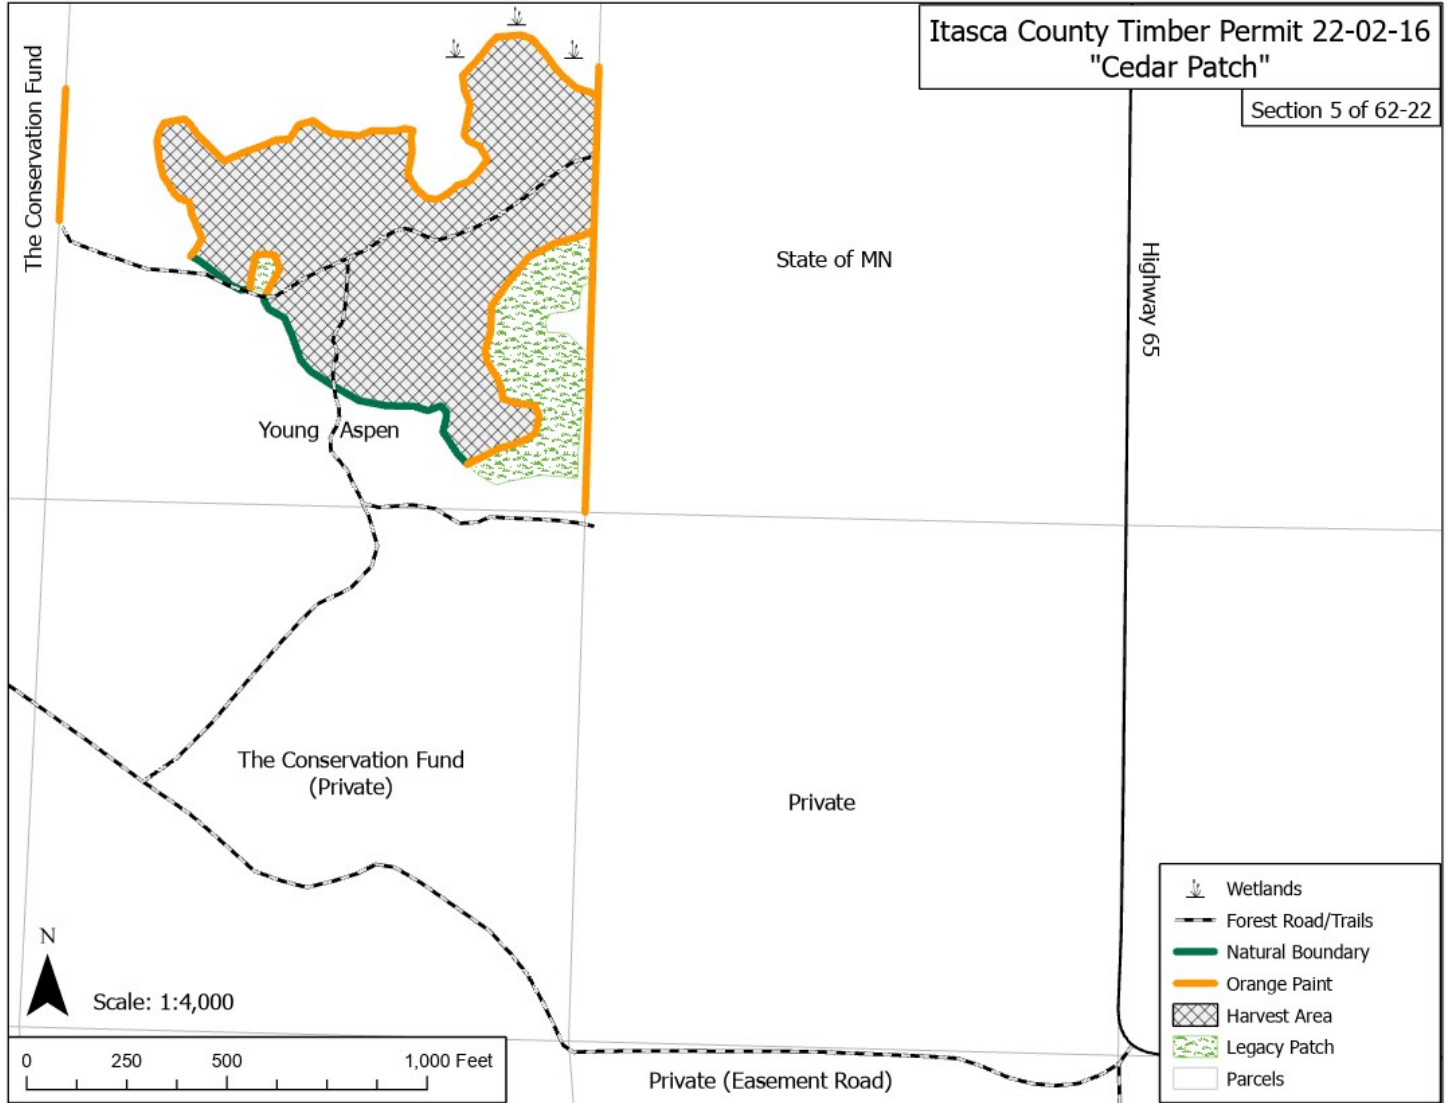 Itasca County Timber Permit 22-02-16
"Cedar Patch"
Section 5 of 62-22
The Conservation Fund
State of MN
Highway 65
Young Aspen
The Conservation Fund
(Private)
Private
N
Scale: 1:4,000
0 250 500 1,000 Feet
Private (Easement Road)
Wetlands
Forest Road/Trails
Natural Boundary
Orange Paint
Harvest Area
Legacy Patch
Parcels